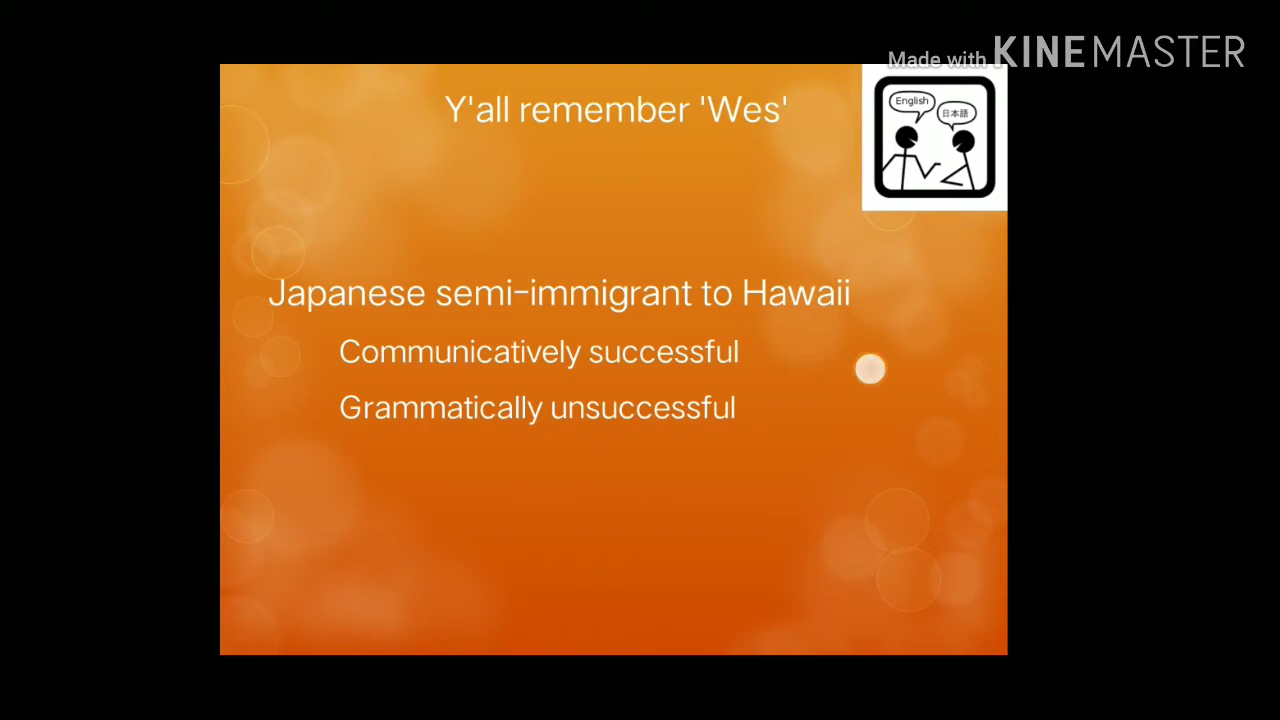 Made with KINEMASTER
Y'all remember 'Wes'
English
日本語
Japanese semi-immigrant to Hawaii
Communicatively successful
Grammatically unsuccessful